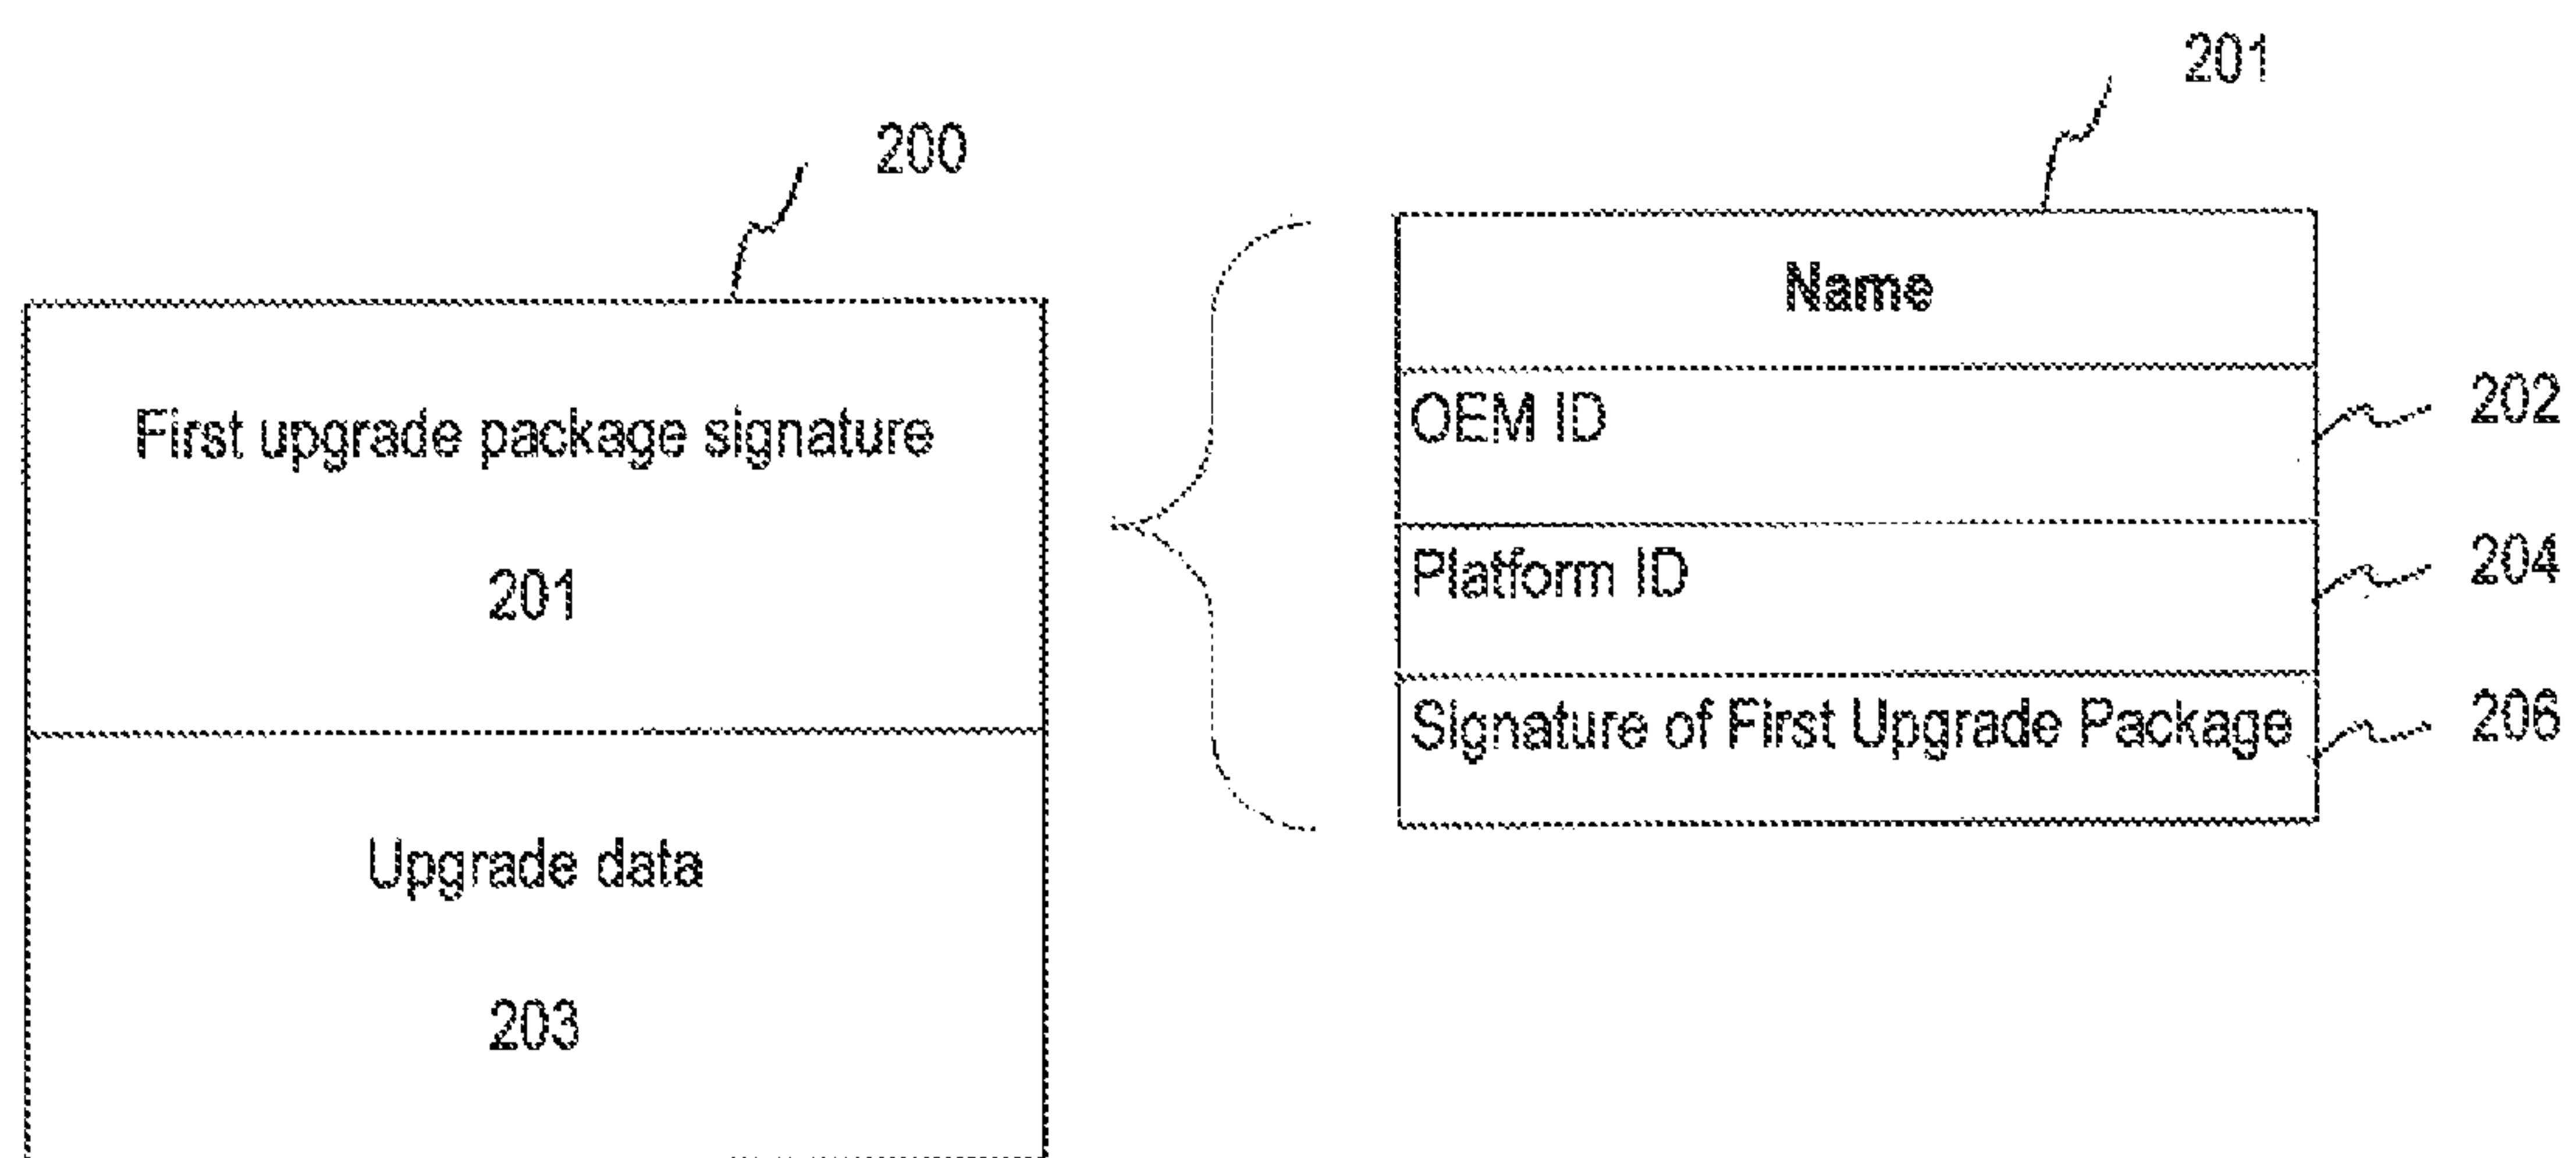 201
200
Name
First upgrade package signature
201
OEM ID
202
Platform ID
204
Signature of First Upgrade Package
206
Upgrade data
203